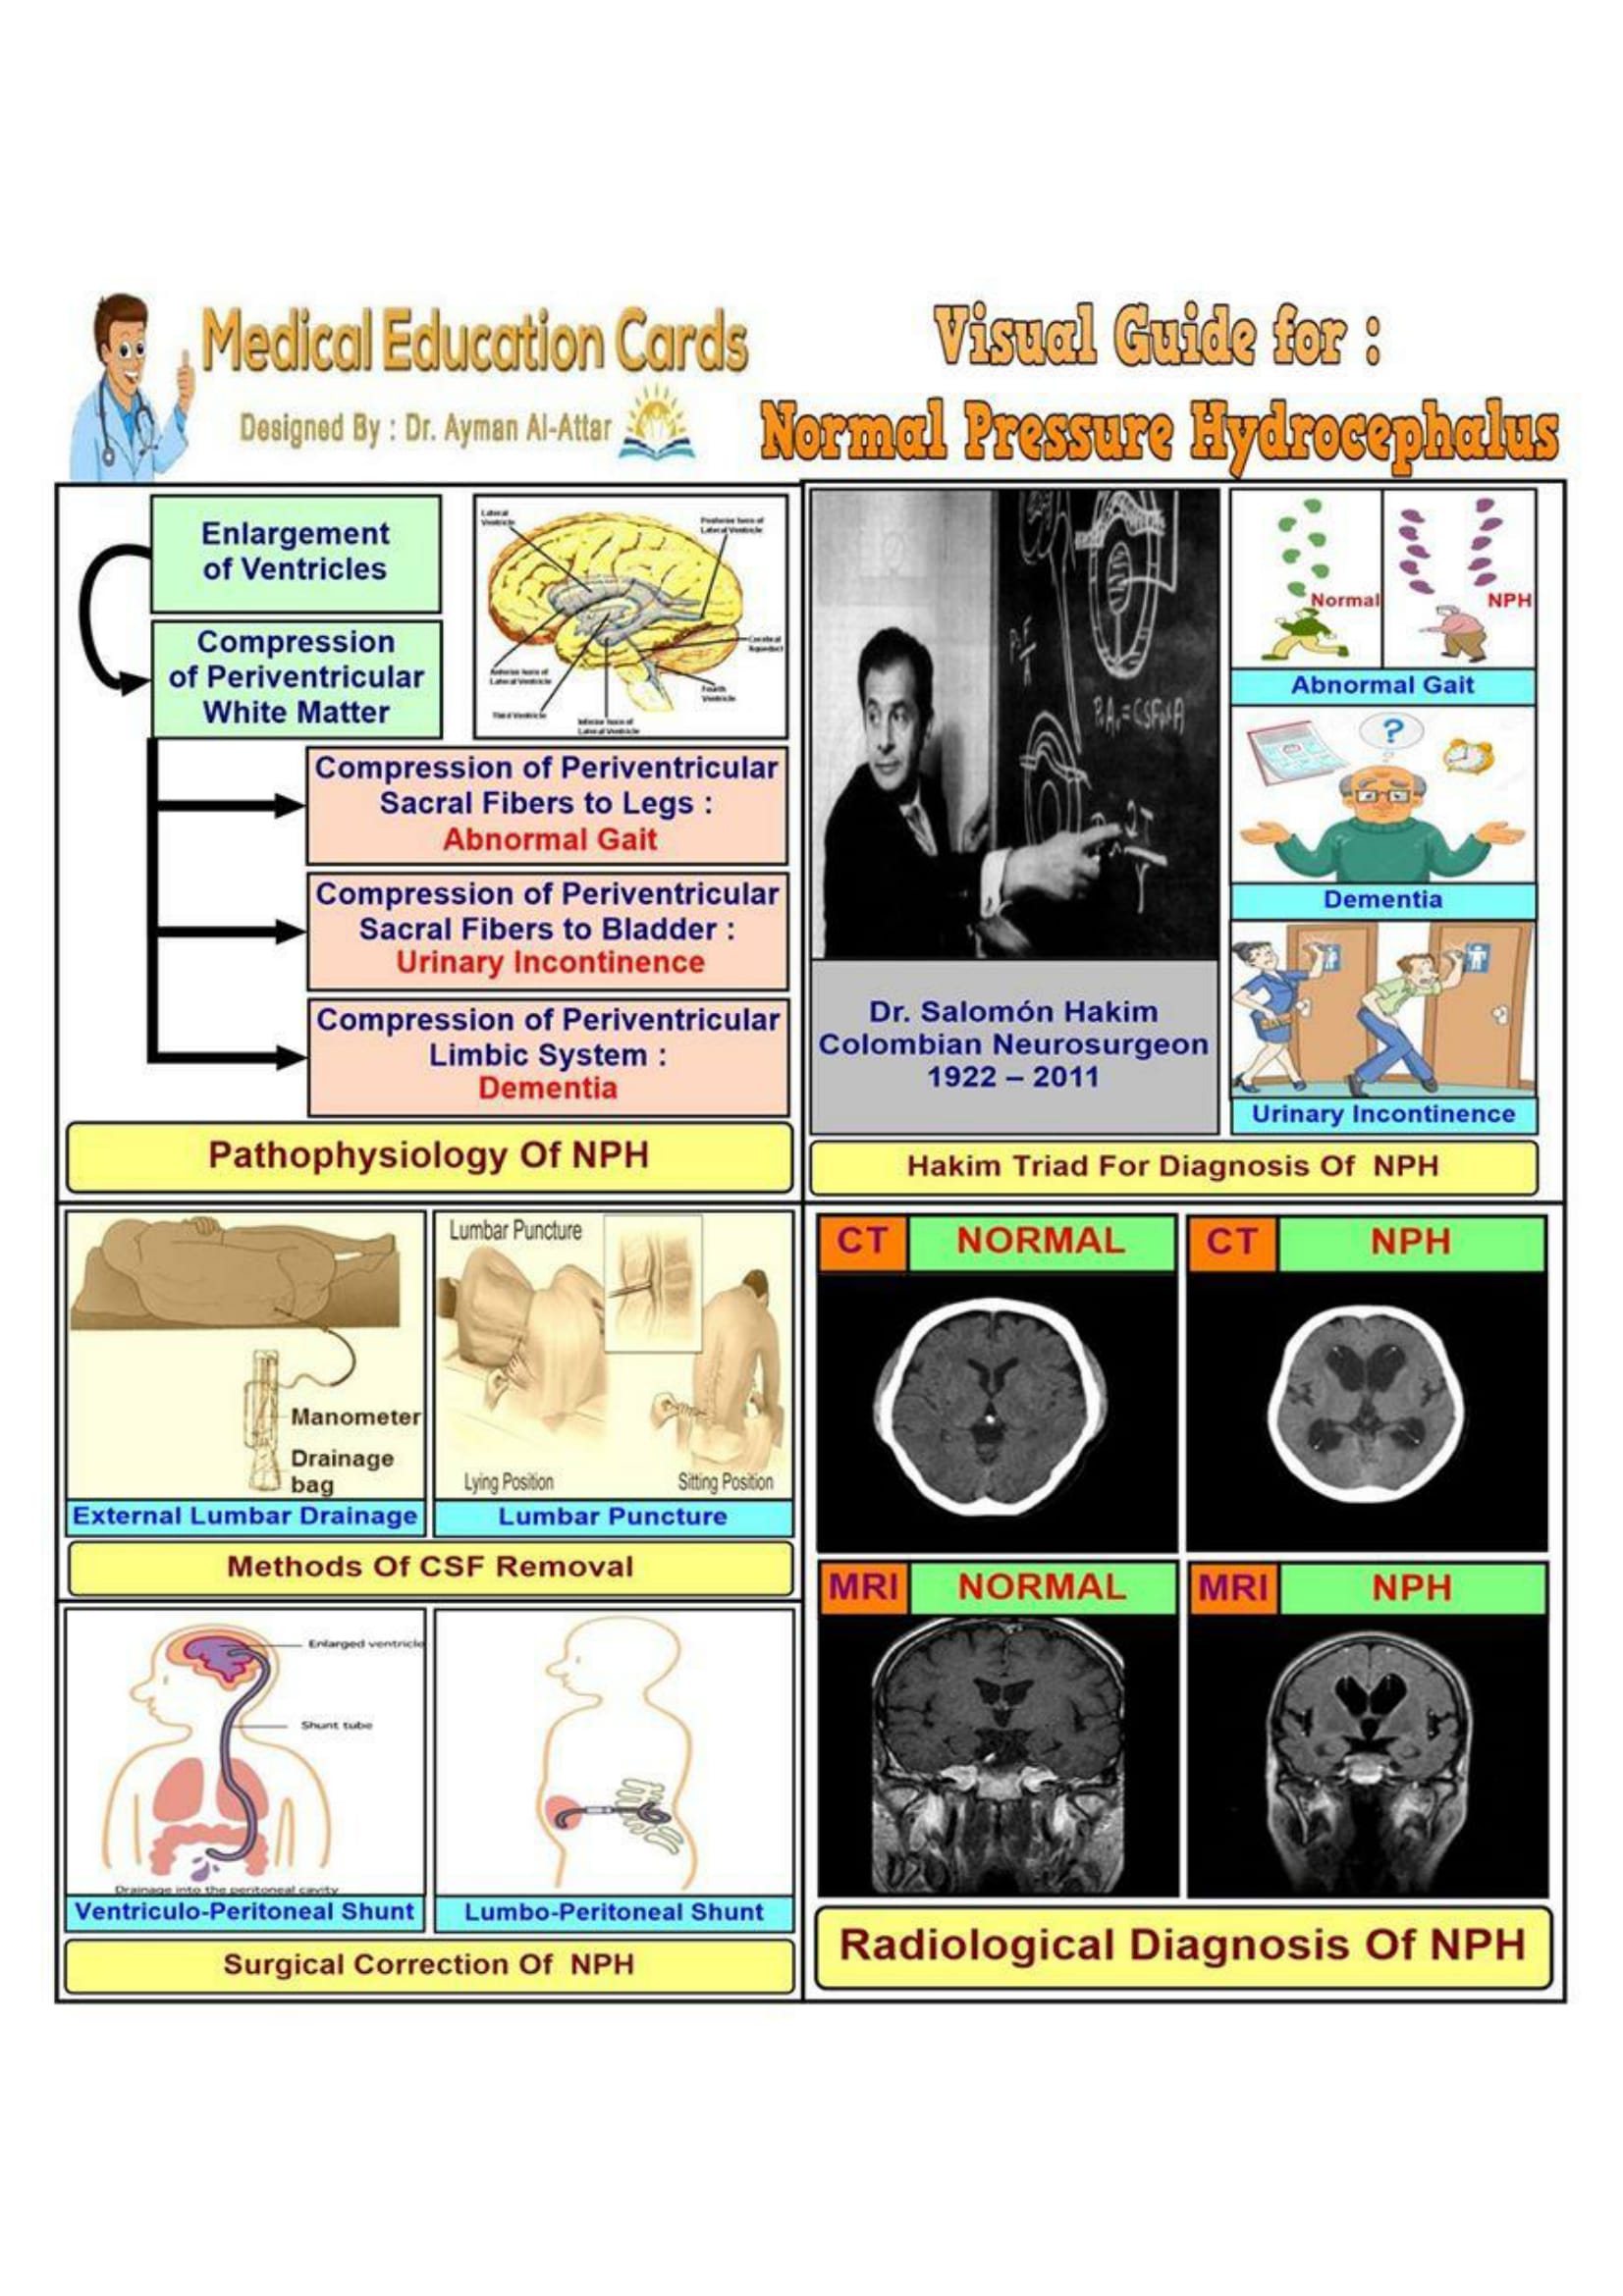 Medical Education Cards
Designed By : Dr. Ayman Al-Attar
Visual Guide for :
Normal Pressure Hydrocephalus
Enlargement
of Ventricles
Compression
of Periventricular
White Matter
Lateral
Ventricle
Posterior horn of
Lateral Ventricle
Cerebral
Aqueduct
Anterior horn of
Lateral Ventricle
Fourth
Ventricle
Third Ventricle
Inferior horn of
Lateral Ventricle
Compression of Periventricular
Sacral Fibers to Legs :
Abnormal Gait
Compression of Periventricular
Sacral Fibers to Bladder :
Urinary Incontinence
Compression of Periventricular
Limbic System :
Dementia
Pathophysiology Of NPH
Dr. Salomón Hakim
Colombian Neurosurgeon
1922 – 2011
Normal
NPH
Abnormal Gait
?
Dementia
Urinary Incontinence
Hakim Triad For Diagnosis Of NPH
Manometer
Drainage
bag
External Lumbar Drainage
Lumbar Puncture
Lying Position
Sitting Position
Lumbar Puncture
Methods Of CSF Removal
Enlarged ventricle
Shunt tube
Drainage into the peritoneal cavity
Ventriculo-Peritoneal Shunt
Lumbo-Peritoneal Shunt
Surgical Correction Of NPH
CT NORMAL
CT NPH
MRI NORMAL
MRI NPH
Radiological Diagnosis Of NPH